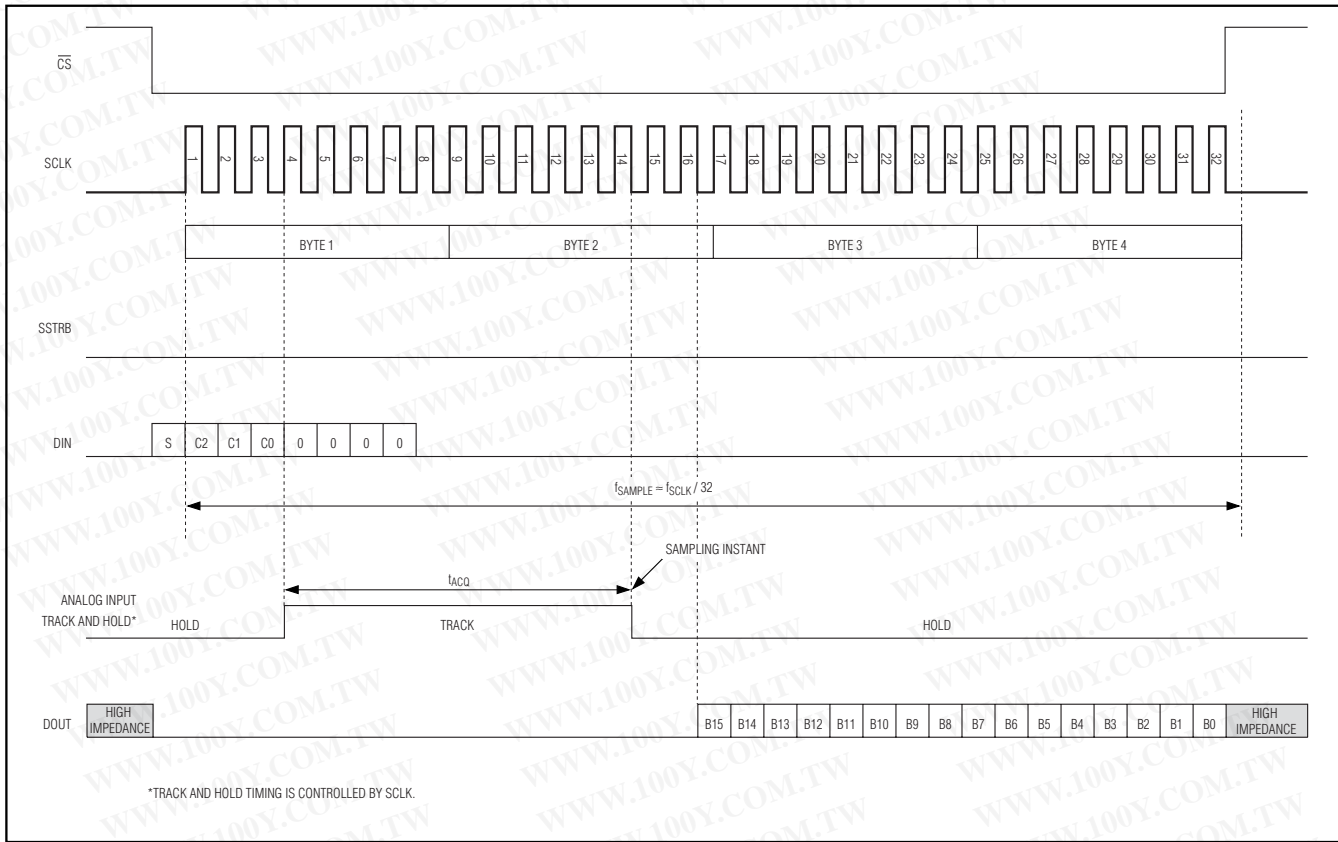 CS
SCLK
1 2 3 4 5 6 7 8 9 10 11 12 13 14 15 16 17 18 19 20 21 22 23 24 25 26 27 28 29 30 31 32
BYTE 1 BYTE 2 BYTE 3 BYTE 4
SSTRB
DIN
S C2 C1 C0 0 0 0 0
fSAMPLE = fSCLK / 32
SAMPLING INSTANT
tACQ
ANALOG INPUT
TRACK AND HOLD*
HOLD TRACK HOLD
DOUT
HIGH
IMPEDANCE
B15 B14 B13 B12 B11 B10 B9 B8 B7 B6 B5 B4 B3 B2 B1 B0
HIGH
IMPEDANCE
*TRACK AND HOLD TIMING IS CONTROLLED BY SCLK.
WWW.100Y.COM.TW